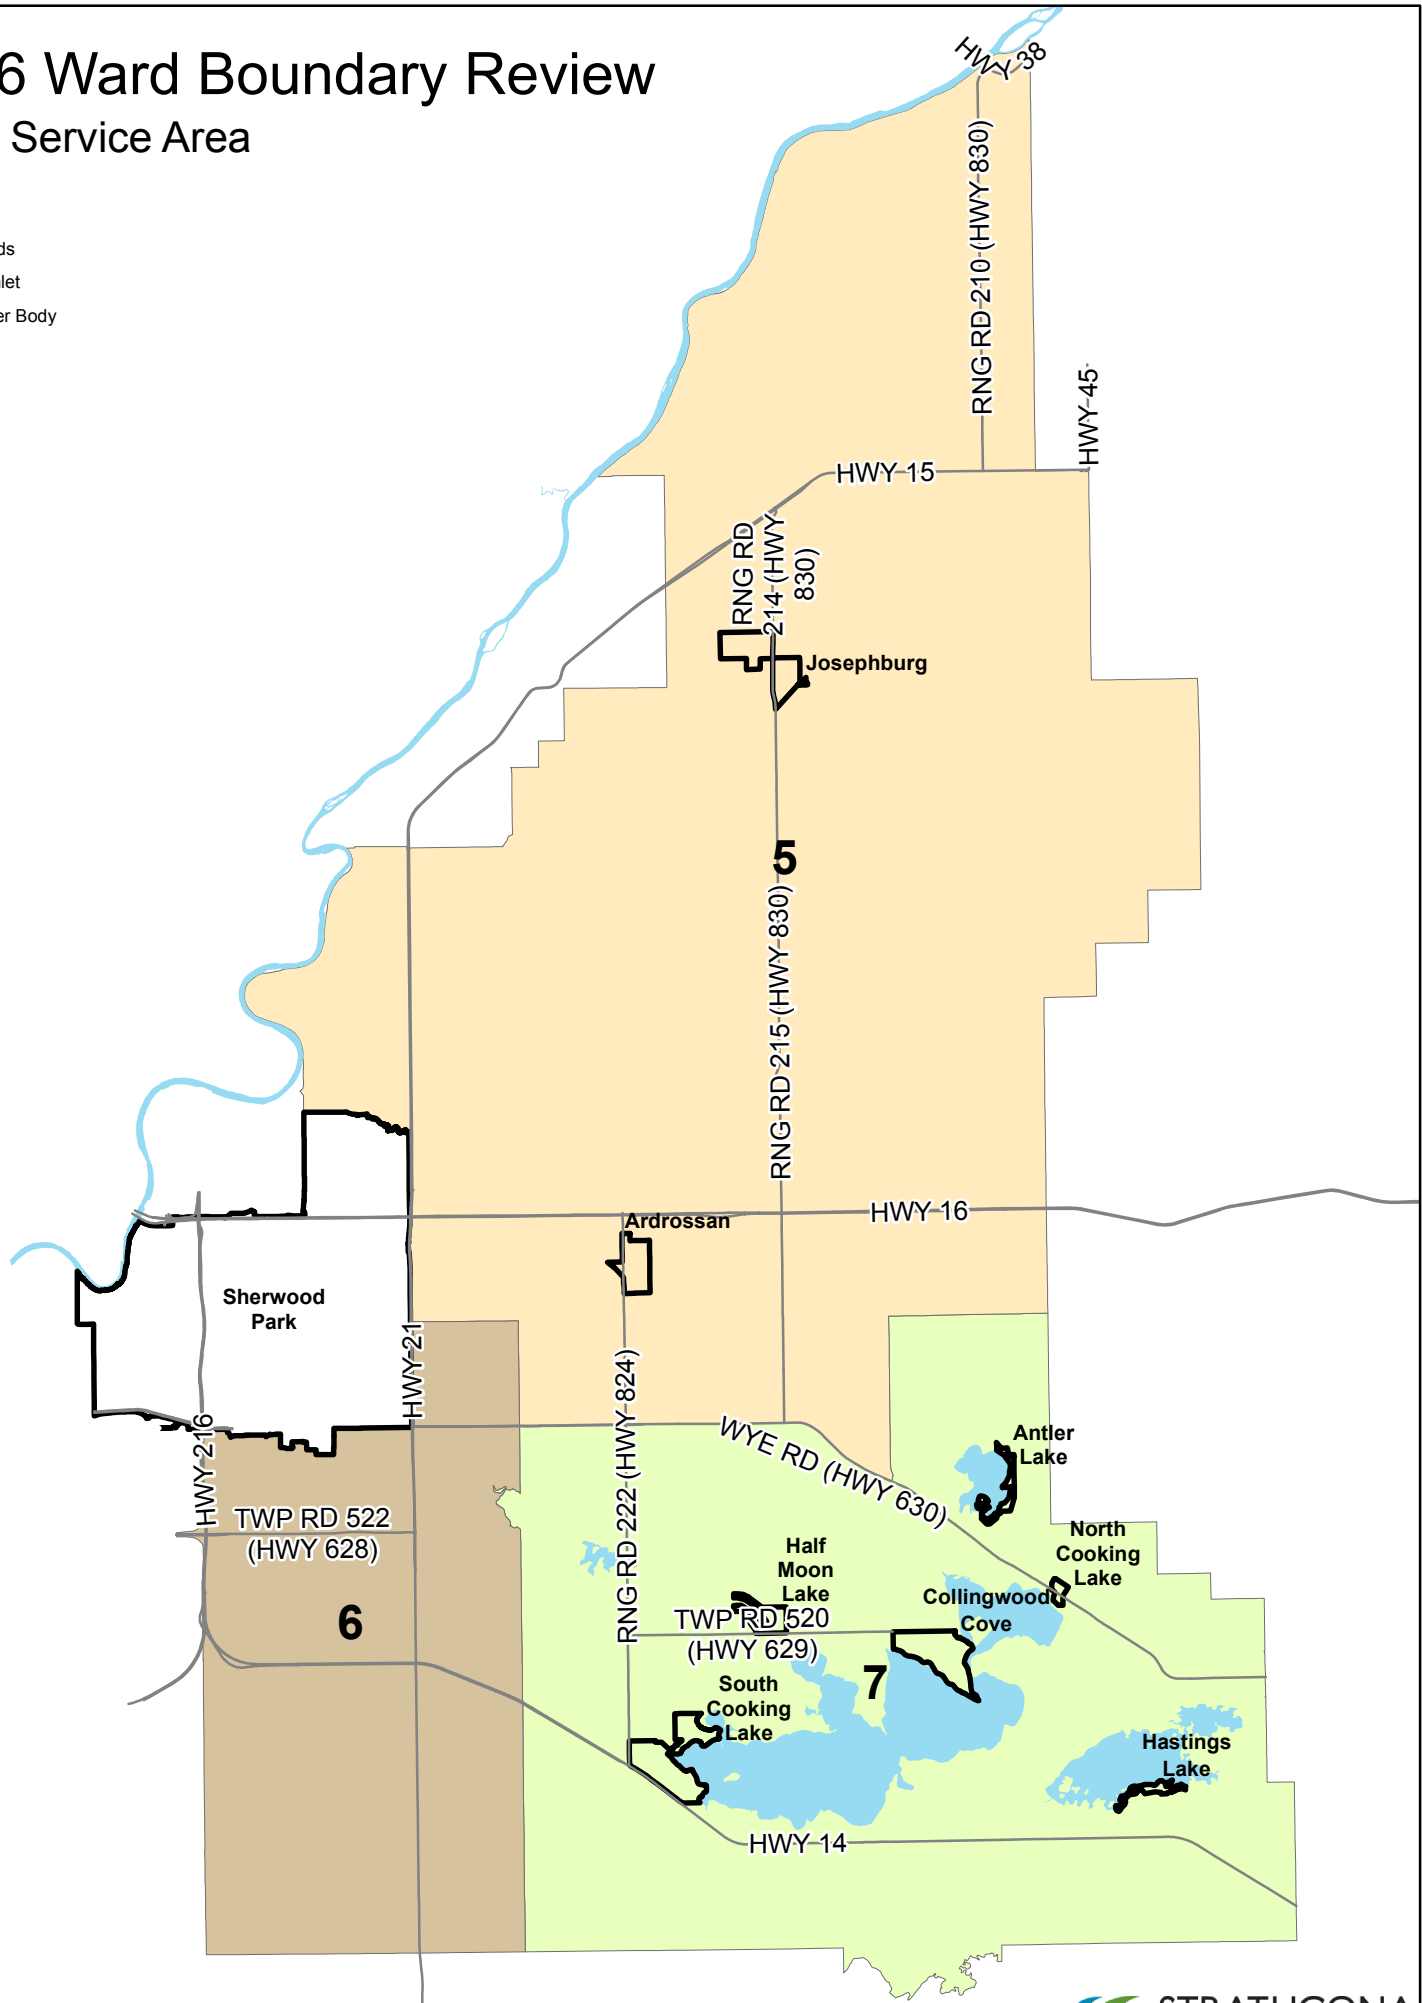 6 Ward Boundary Review
Service Area
ds
let
er Body
HWY 38
RNG RD 210 (HWY 830)
HWY 45
HWY 15
RNG RD
214 (HWY
830)
Josephburg
5
RNG RD 215 (HWY 830)
HWY 16
Ardrossan
Sherwood
Park
HWY 21
HWY 216
RNG RD 222 (HWY 824)
WYE RD (HWY 630)
Antler
Lake
TWP RD 522
(HWY 628)
North
Cooking
Lake
Half
Moon
Lake
Collingwood
Cove
6
TWP RD 520
(HWY 629)
7
South
Cooking
Lake
Hastings
Lake
HWY 14
STRATHCONA